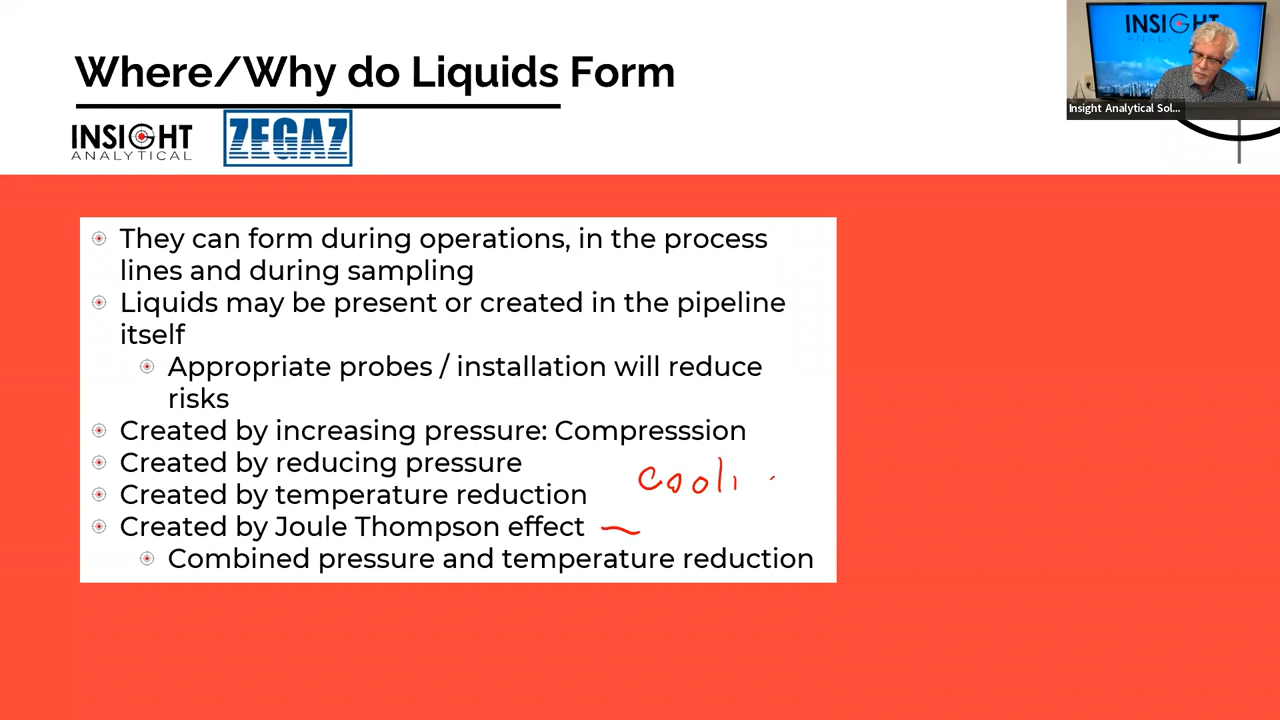 Where/Why do Liquids Form
INSIGHT
ANALYTICAL
ZEGAZ
INSIGHT
Insight Analytical Sol...
They can form during operations, in the process
lines and during sampling
Liquids may be present or created in the pipeline
itself
Appropriate probes / installation will reduce
risks
Created by increasing pressure: Compresssion
Created by reducing pressure
Created by temperature reduction
Cooli
Created by Joule Thompson effect
Combined pressure and temperature reduction